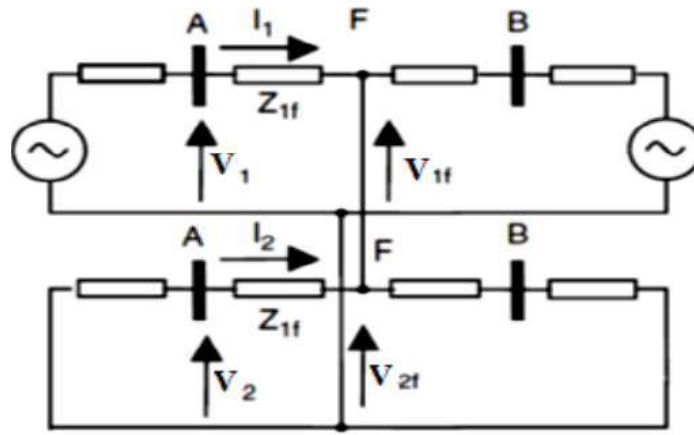 A I₁ F B
Z₁f
V₁ V₁f
A I₂ F B
Z₁f
V₂ V₂f